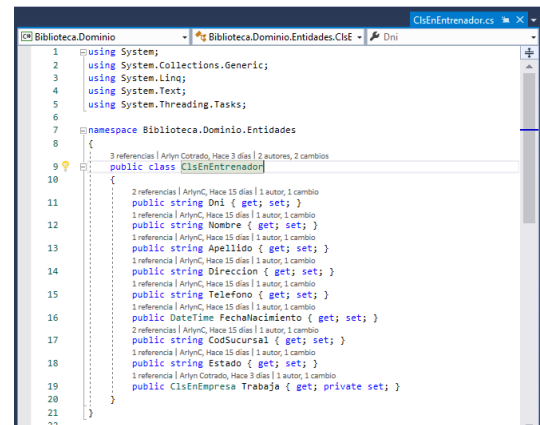 ClsEnEntrenador.cs
C# Biblioteca.Dominio Biblioteca.Dominio.Entidades.ClsE Dni
1 using System;
2 using System.Collections.Generic;
3 using System.Linq;
4 using System.Text;
5 using System.Threading.Tasks;
6
7 namespace Biblioteca.Dominio.Entidades
8 {
3 referencias | Arlyn Cotrado, Hace 3 días | 2 autores, 2 cambios
9 public class ClsEnEntrenador
10 {
2 referencias | ArlynC, Hace 15 días | 1 autor, 1 cambio
11 public string Dni { get; set; }
1 referencia | ArlynC, Hace 15 días | 1 autor, 1 cambio
12 public string Nombre { get; set; }
1 referencia | ArlynC, Hace 15 días | 1 autor, 1 cambio
13 public string Apellido { get; set; }
1 referencia | ArlynC, Hace 15 días | 1 autor, 1 cambio
14 public string Direccion { get; set; }
1 referencia | ArlynC, Hace 15 días | 1 autor, 1 cambio
15 public string Telefono { get; set; }
1 referencia | ArlynC, Hace 15 días | 1 autor, 1 cambio
16 public DateTime FechaNacimiento { get; set; }
2 referencias | ArlynC, Hace 15 días | 1 autor, 1 cambio
17 public string CodSucursal { get; set; }
1 referencia | ArlynC, Hace 15 días | 1 autor, 1 cambio
18 public string Estado { get; set; }
1 referencia | Arlyn Cotrado, Hace 3 días | 1 autor, 1 cambio
19 public ClsEnEmpresa Trabaja { get; private set; }
20 }
21 }
22